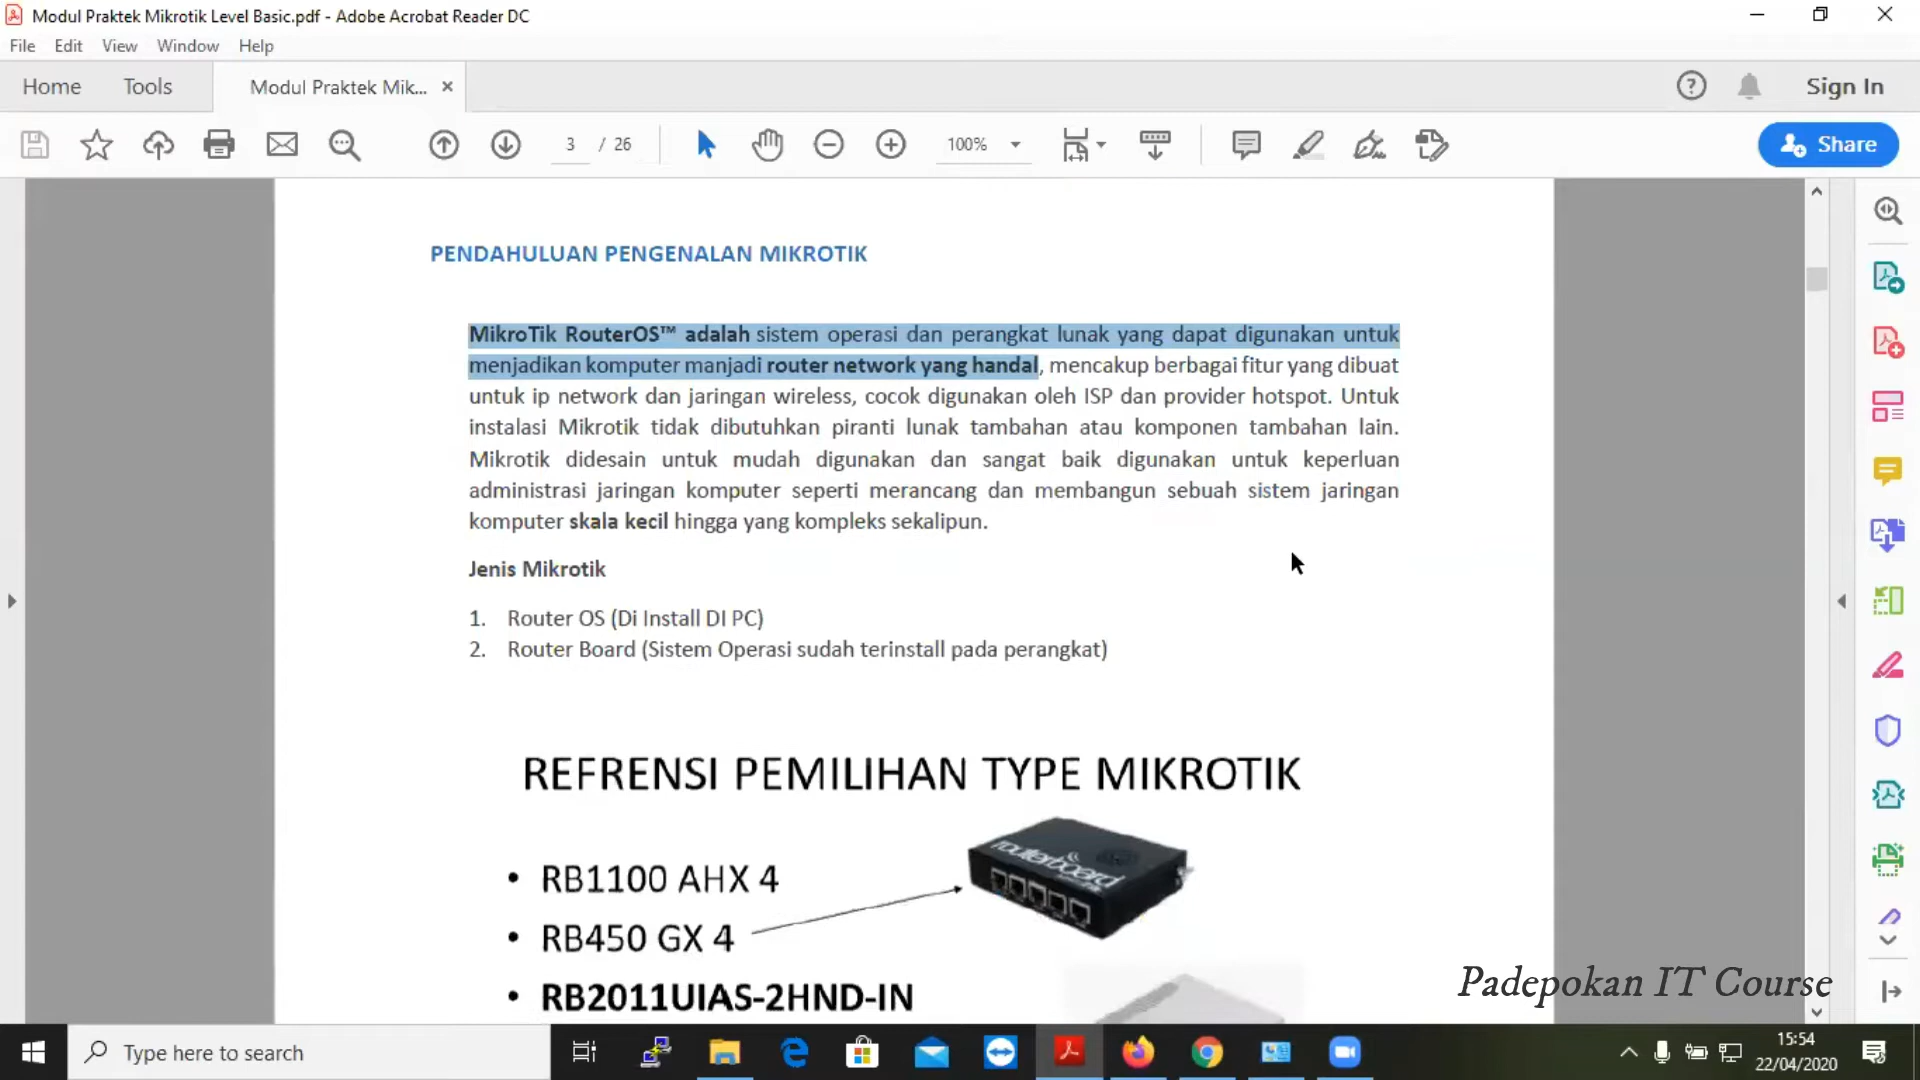 Modul Praktek Mikrotik Level Basic.pdf - Adobe Acrobat Reader DC
File Edit View Window Help
Home Tools Modul Praktek Mik... Sign In
3 / 26 100% Share
PENDAHULUAN PENGENALAN MIKROTIK
MikroTik RouterOS™ adalah sistem operasi dan perangkat lunak yang dapat digunakan untuk
menjadikan komputer manjadi router network yang handal, mencakup berbagai fitur yang dibuat
untuk ip network dan jaringan wireless, cocok digunakan oleh ISP dan provider hotspot. Untuk
instalasi Mikrotik tidak dibutuhkan piranti lunak tambahan atau komponen tambahan lain.
Mikrotik didesain untuk mudah digunakan dan sangat baik digunakan untuk keperluan
administrasi jaringan komputer seperti merancang dan membangun sebuah sistem jaringan
komputer skala kecil hingga yang kompleks sekalipun.
Jenis Mikrotik
1. Router OS (Di Install DI PC)
2. Router Board (Sistem Operasi sudah terinstall pada perangkat)
REFRENSI PEMILIHAN TYPE MIKROTIK
• RB1100 AHX 4
routerboard
• RB450 GX 4
• RB2011UIAS-2HND-IN
Padepokan IT Course
Type here to search
15:54
22/04/2020